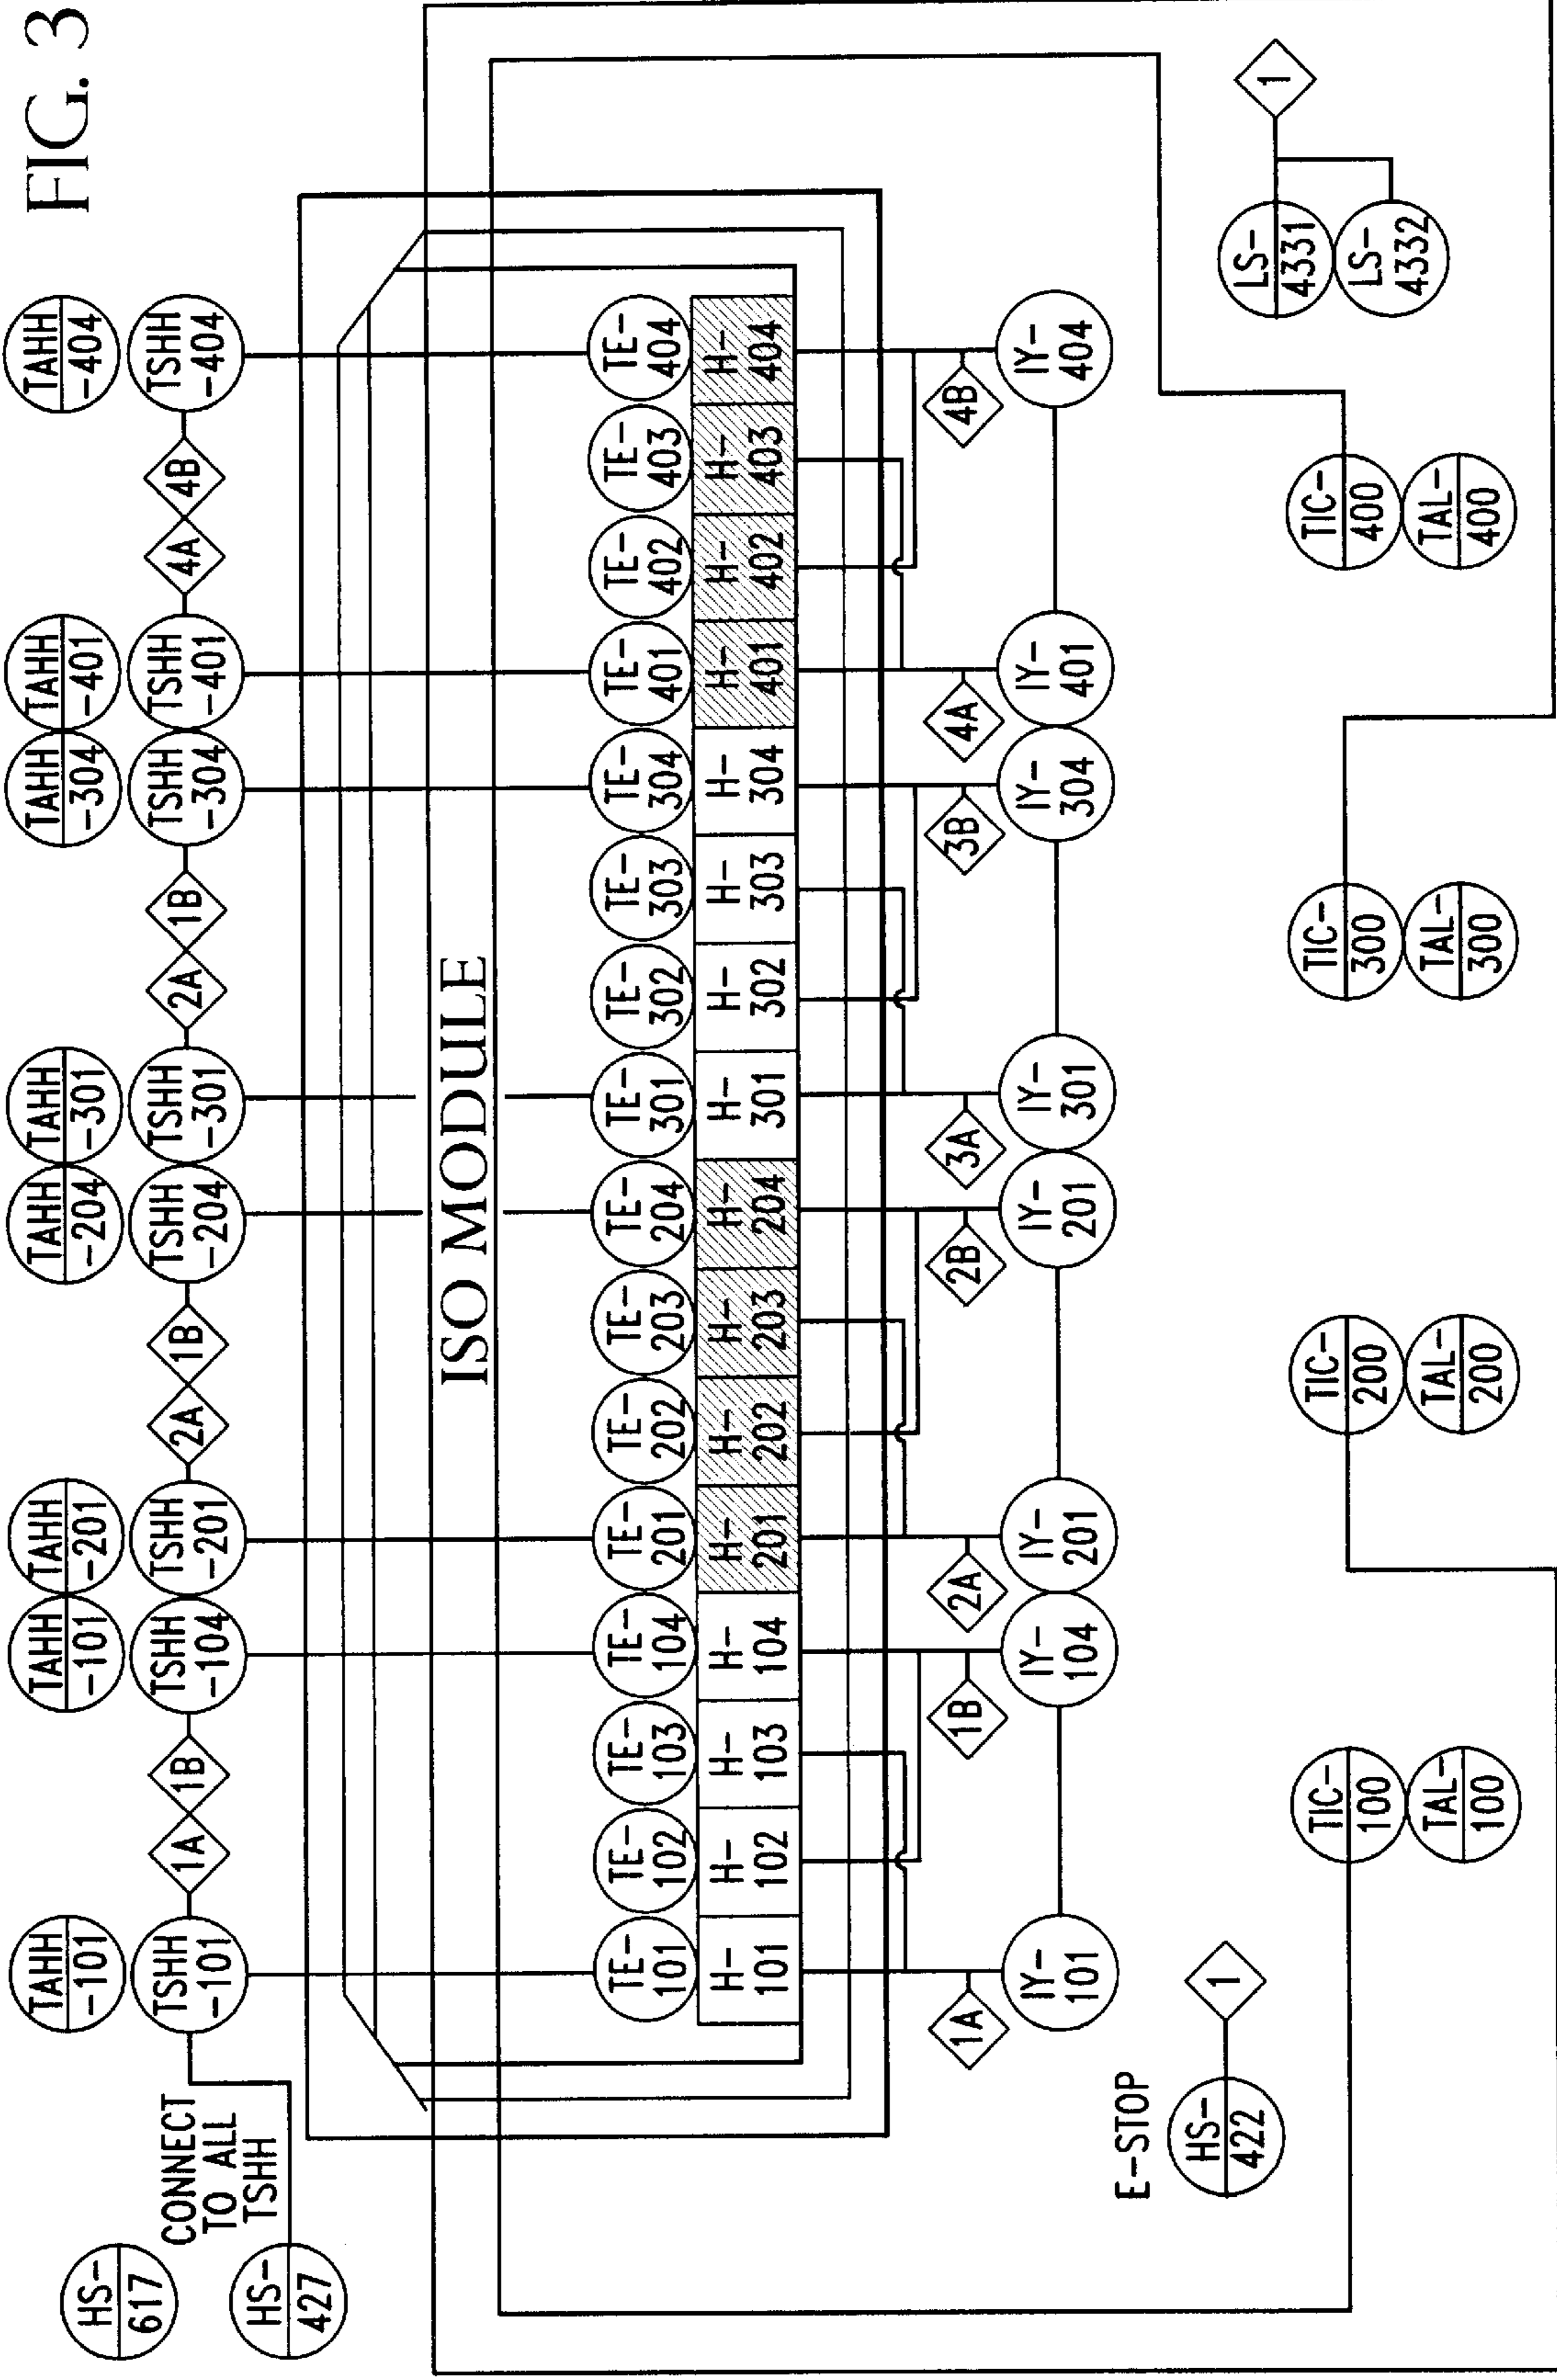 FIG. 3
HS-
617
HS-
427
CONNECT
TO ALL
TSHH
TAHH
-101
TAHH
-101
TAHH
-201
TAHH
-204
TAHH
-301
TAHH
-304
TAHH
-401
TAHH
-404
TSHH
-101
1A
1B
TSHH
-104
TSHH
-201
2A
1B
TSHH
-204
TSHH
-301
2A
1B
TSHH
-304
TSHH
-401
4A
4B
TSHH
-404
ISO MODULE
TE-
101
TE-
102
TE-
103
TE-
104
TE-
201
TE-
202
TE-
203
TE-
204
TE-
301
TE-
302
TE-
303
TE-
304
TE-
401
TE-
402
TE-
403
TE-
404
H-
101
H-
102
H-
103
H-
104
H-
201
H-
202
H-
203
H-
204
H-
301
H-
302
H-
303
H-
304
H-
401
H-
402
H-
403
H-
404
1A
1B
2A
2B
3A
3B
4A
4B
IY-
101
IY-
104
IY-
201
IY-
201
IY-
301
IY-
304
IY-
401
IY-
404
E-STOP
HS-
422
1
LS-
4331
LS-
4332
1
TIC-
100
TAL-
100
TIC-
200
TAL-
200
TIC-
300
TAL-
300
TIC-
400
TAL-
400